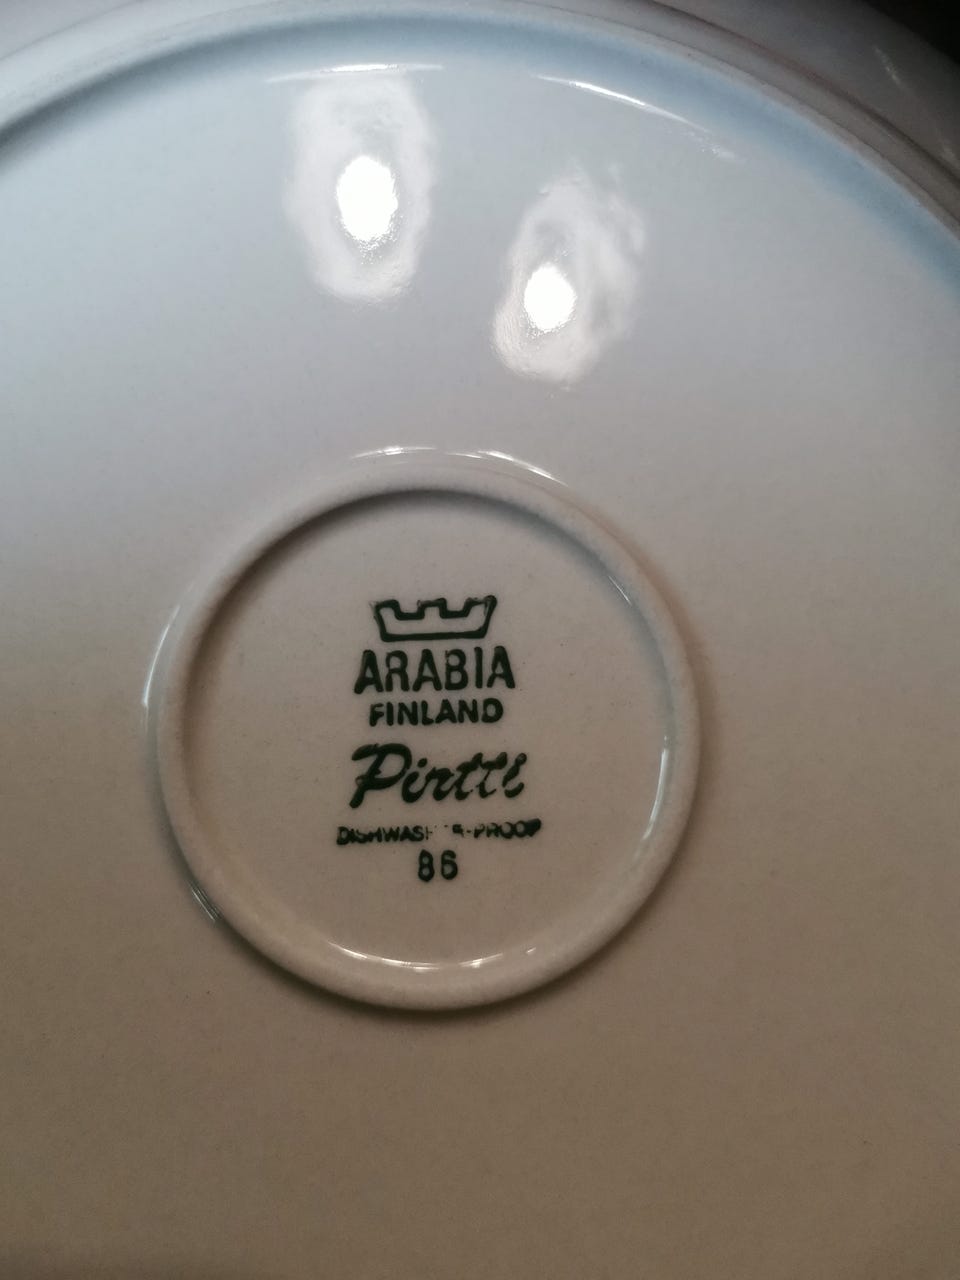 ARABIA
FINLAND
Pirtti
DISHWASHER-PROOF
86